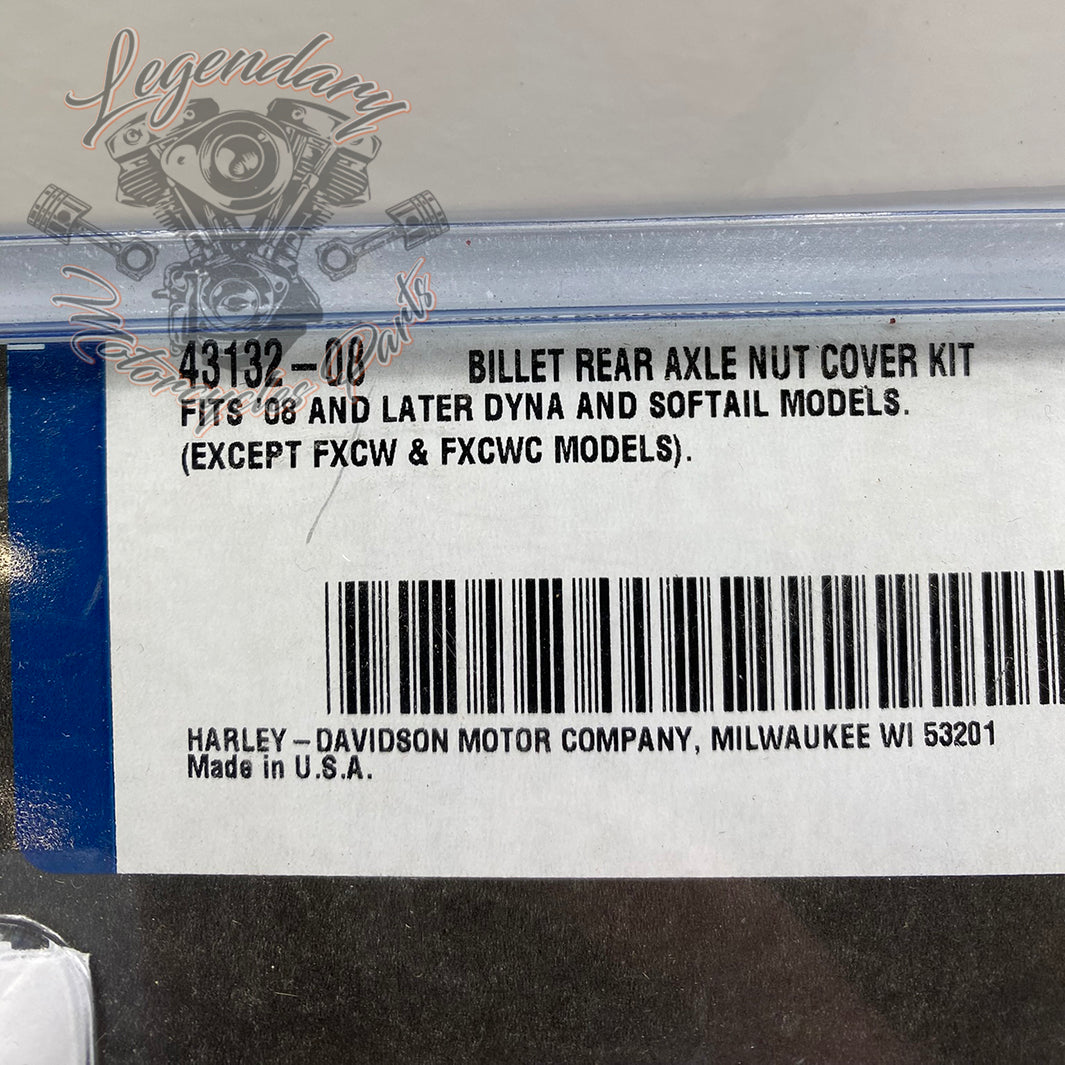 Legendary
Motorcycles Parts
43132-08 BILLET REAR AXLE NUT COVER KIT
FITS '08 AND LATER DYNA AND SOFTAIL MODELS.
(EXCEPT FXCW & FXCWC MODELS).
HARLEY-DAVIDSON MOTOR COMPANY, MILWAUKEE WI 53201
Made in U.S.A.